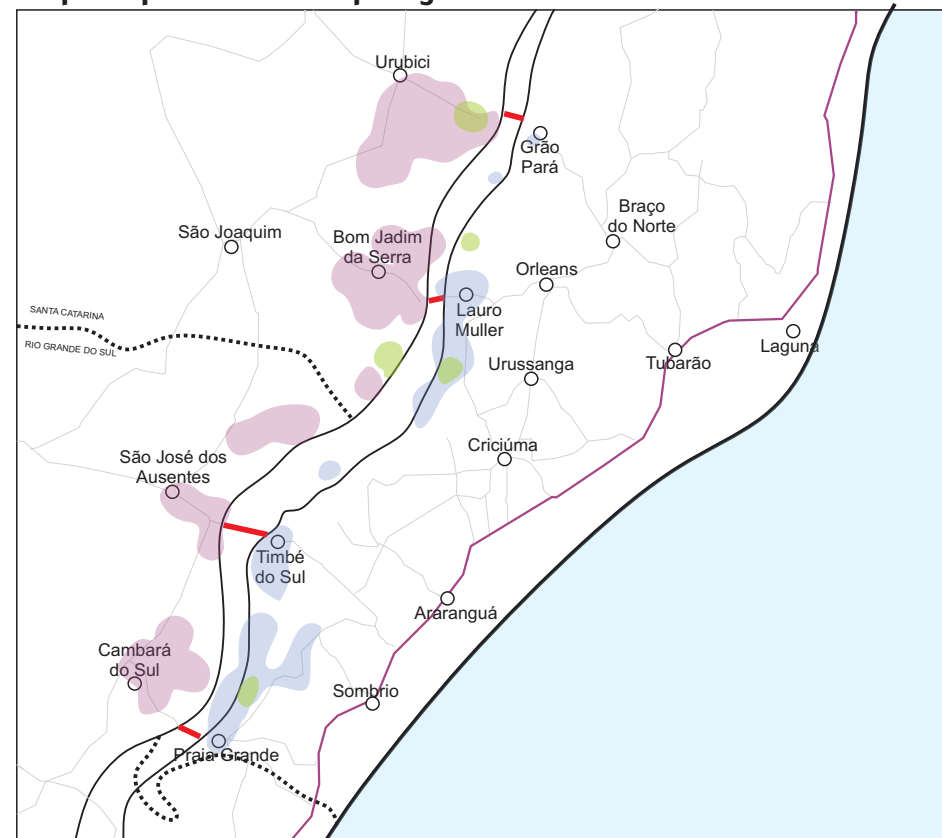 Urubici
Grão
Pará
Braço
do Norte
São Joaquim
Bom Jadim
da Serra
Orleans
Lauro
Muller
SANTA CATARINA
RIO GRANDE DO SUL
Laguna
Tubarão
Urussanga
Criciúma
São José dos
Ausentes
Timbé
do Sul
Araranguá
Cambará
do Sul
Sombrio
Praia Grande